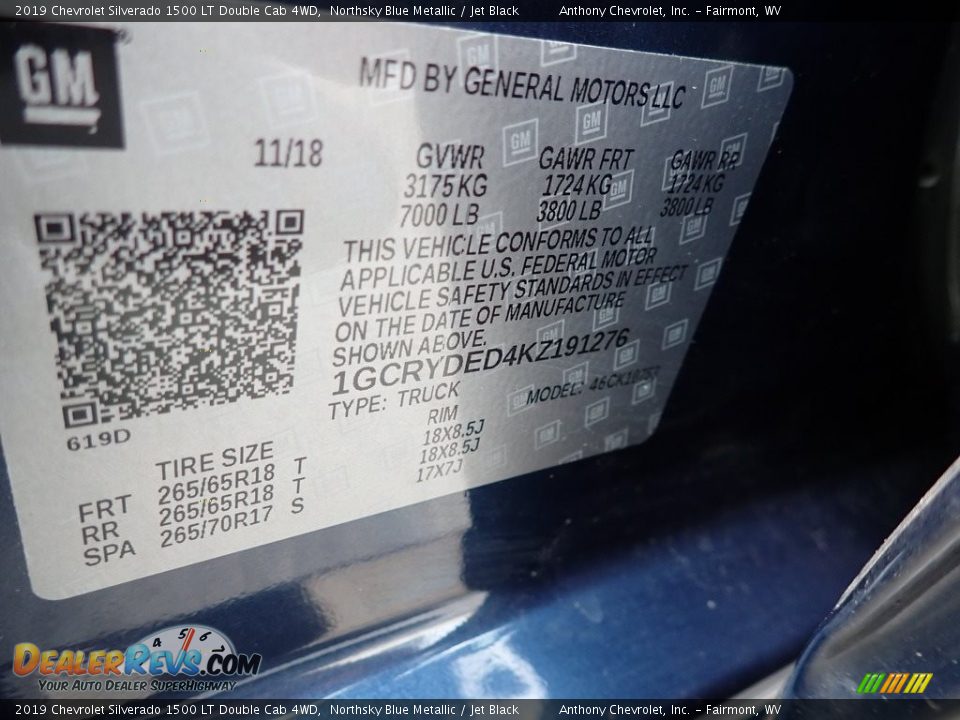 2019 Chevrolet Silverado 1500 LT Double Cab 4WD, Northsky Blue Metallic / Jet Black Anthony Chevrolet, Inc. - Fairmont, WV
GM
MFD BY GENERAL MOTORS LLC
11/18 GVWR GAWR FRT GAWR RR
3175 KG 1724 KG 1724 KG
7000 LB 3800 LB 3800 LB
THIS VEHICLE CONFORMS TO ALL
APPLICABLE U.S. FEDERAL MOTOR
VEHICLE SAFETY STANDARDS IN EFFECT
ON THE DATE OF MANUFACTURE
SHOWN ABOVE.
1GCRYDED4KZ191276
TYPE: TRUCK MODEL:
619D
TIRE SIZE RIM
FRT 265/65R18 T 18X8.5J
RR 265/65R18 T 18X8.5J
SPA 265/70R17 S 17X7J
4 5 6
DEALERREVS.COM
YOUR AUTO DEALER SUPERHIGHWAY
2019 Chevrolet Silverado 1500 LT Double Cab 4WD, Northsky Blue Metallic / Jet Black Anthony Chevrolet, Inc. - Fairmont, WV